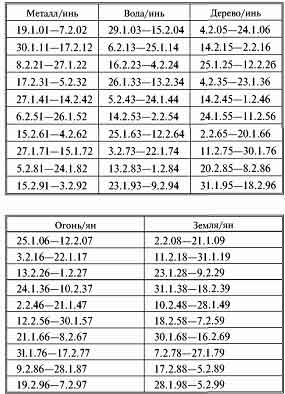 Металл/инь Вода/инь Дерево/инь
19.1.01—7.2.02 29.1.03—15.2.04 4.2.05—24.1.06
30.1.11—17.2.12 6.2.13—25.1.14 14.2.15—2.2.16
8.2.21—27.1.22 16.2.23—4.2.24 25.1.25—12.2.26
17.2.31—5.2.32 26.1.33—13.2.34 4.2.35—23.1.36
27.1.41—14.2.42 5.2.43—24.1.44 14.2.45—1.2.46
6.2.51—26.1.52 14.2.53—2.2.54 24.1.55—11.2.56
15.2.61—4.2.62 25.1.63—12.2.64 2.2.65—20.1.66
27.1.71—15.1.72 3.2.73—22.1.74 11.2.75—30.1.76
5.2.81—24.1.82 13.2.83—1.2.84 20.2.85—8.2.86
15.2.91—3.2.92 23.1.93—9.2.94 31.1.95—18.2.96
Огонь/ян Земля/ян
25.1.06—12.2.07 2.2.08—21.1.09
3.2.16—22.1.17 11.2.18—31.1.19
13.2.26—1.2.27 23.1.28—9.2.29
24.1.36—10.2.37 31.1.38—18.2.39
2.2.46—21.1.47 10.2.48—28.1.49
12.2.56—30.1.57 18.2.58—7.2.59
21.1.66—8.2.67 30.1.68—16.2.69
31.1.76—17.2.77 7.2.78—27.1.79
9.2.86—28.1.87 17.2.88—5.2.89
19.2.96—7.2.97 28.1.98—5.2.99